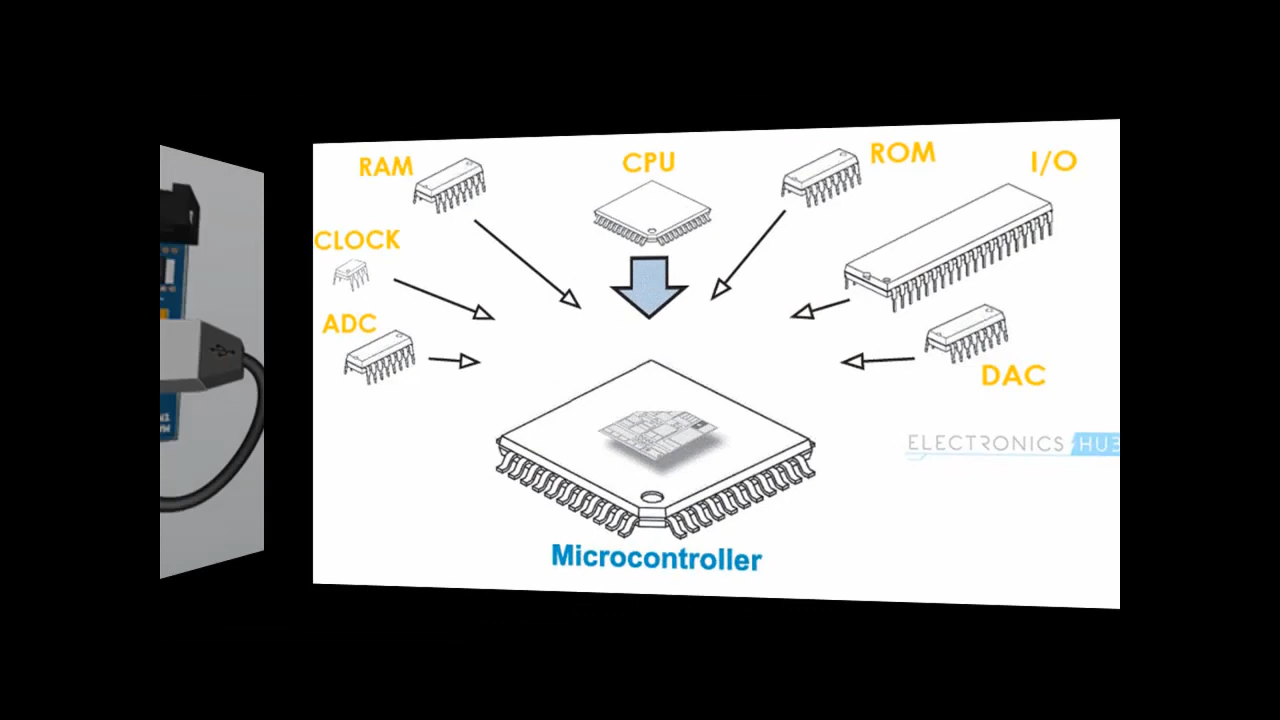 RAM
CPU
ROM
I/O
CLOCK
ADC
DAC
ELECTRONICS HUB
Microcontroller